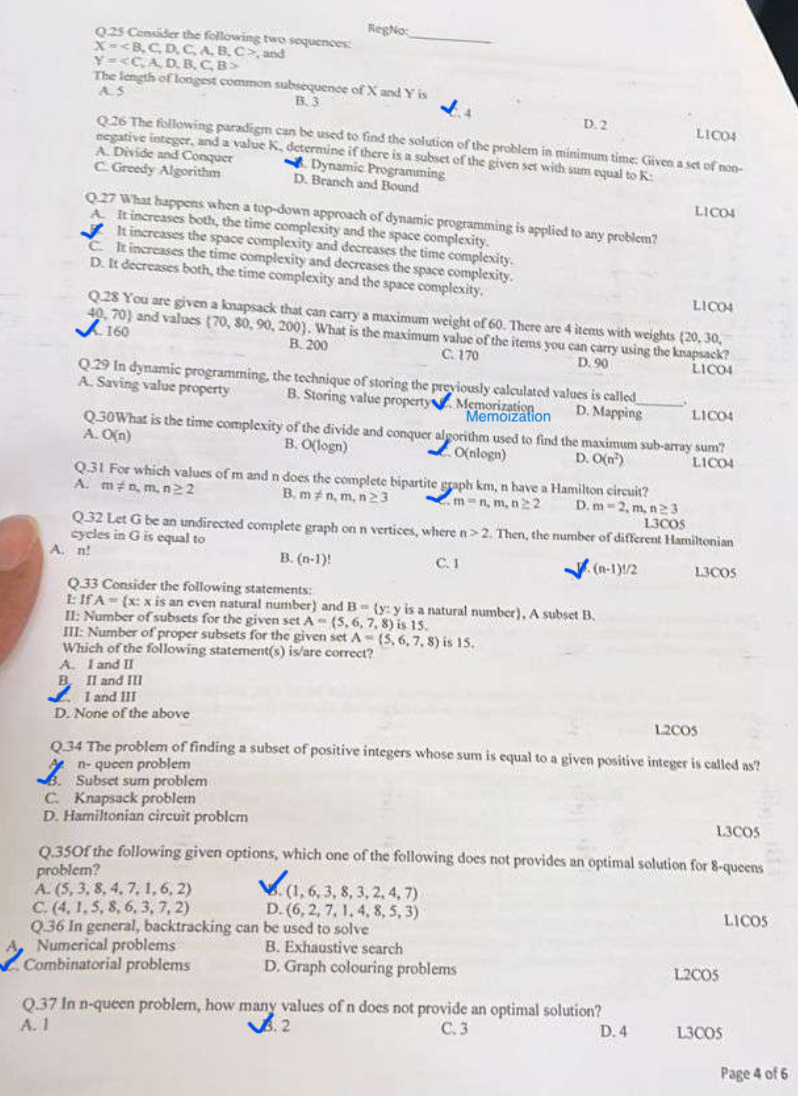 RegNo:
Q.25 Consider the following two sequences:
X = < B, C, D, C, A, B, C >, and
Y = < C, A, D, B, C, B >
The length of longest common subsequence of X and Y is
A. 5 B. 3 4 D. 2 L1CO4
Q.26 The following paradigm can be used to find the solution of the problem in minimum time: Given a set of non-
negative integer, and a value K, determine if there is a subset of the given set with sum equal to K:
A. Divide and Conquer Dynamic Programming
C. Greedy Algorithm D. Branch and Bound
L1CO4
Q.27 What happens when a top-down approach of dynamic programming is applied to any problem?
A. It increases both, the time complexity and the space complexity.
It increases the space complexity and decreases the time complexity.
C. It increases the time complexity and decreases the space complexity.
D. It decreases both, the time complexity and the space complexity.
L1CO4
Q.28 You are given a knapsack that can carry a maximum weight of 60. There are 4 items with weights {20, 30,
40, 70} and values {70, 80, 90, 200}. What is the maximum value of the items you can carry using the knapsack?
160 B. 200 C. 170 D. 90 L1CO4
Q.29 In dynamic programming, the technique of storing the previously calculated values is called_______.
A. Saving value property B. Storing value property Memorization D. Mapping L1CO4
Memoization
Q.30What is the time complexity of the divide and conquer algorithm used to find the maximum sub-array sum?
A. O(n) B. O(logn) O(nlogn) D. O(n²) L1CO4
Q.31 For which values of m and n does the complete bipartite graph km, n have a Hamilton circuit?
A. m ≠ n, m, n ≥ 2 B. m ≠ n, m, n ≥ 3 m = n, m, n ≥ 2 D. m = 2, m, n ≥ 3
L3CO5
Q.32 Let G be an undirected complete graph on n vertices, where n > 2. Then, the number of different Hamiltonian
cycles in G is equal to
A. n! B. (n-1)! C. 1 (n-1)!/2 L3CO5
Q.33 Consider the following statements:
I: If A = {x: x is an even natural number} and B = {y: y is a natural number}, A subset B.
II: Number of subsets for the given set A = {5, 6, 7, 8) is 15.
III: Number of proper subsets for the given set A = {5, 6, 7, 8) is 15.
Which of the following statement(s) is/are correct?
A. I and II
B. II and III
I and III
D. None of the above
L2CO5
Q.34 The problem of finding a subset of positive integers whose sum is equal to a given positive integer is called as?
A. n- queen problem
B. Subset sum problem
C. Knapsack problem
D. Hamiltonian circuit problem
L3CO5
Q.35Of the following given options, which one of the following does not provides an optimal solution for 8-queens
problem?
A. (5, 3, 8, 4, 7, 1, 6, 2) B. (1, 6, 3, 8, 3, 2, 4, 7)
C. (4, 1, 5, 8, 6, 3, 7, 2) D. (6, 2, 7, 1, 4, 8, 5, 3)
L1CO5
Q.36 In general, backtracking can be used to solve
A. Numerical problems B. Exhaustive search
Combinatorial problems D. Graph colouring problems
L2CO5
Q.37 In n-queen problem, how many values of n does not provide an optimal solution?
A. 1 B. 2 C. 3 D. 4 L3CO5
Page 4 of 6